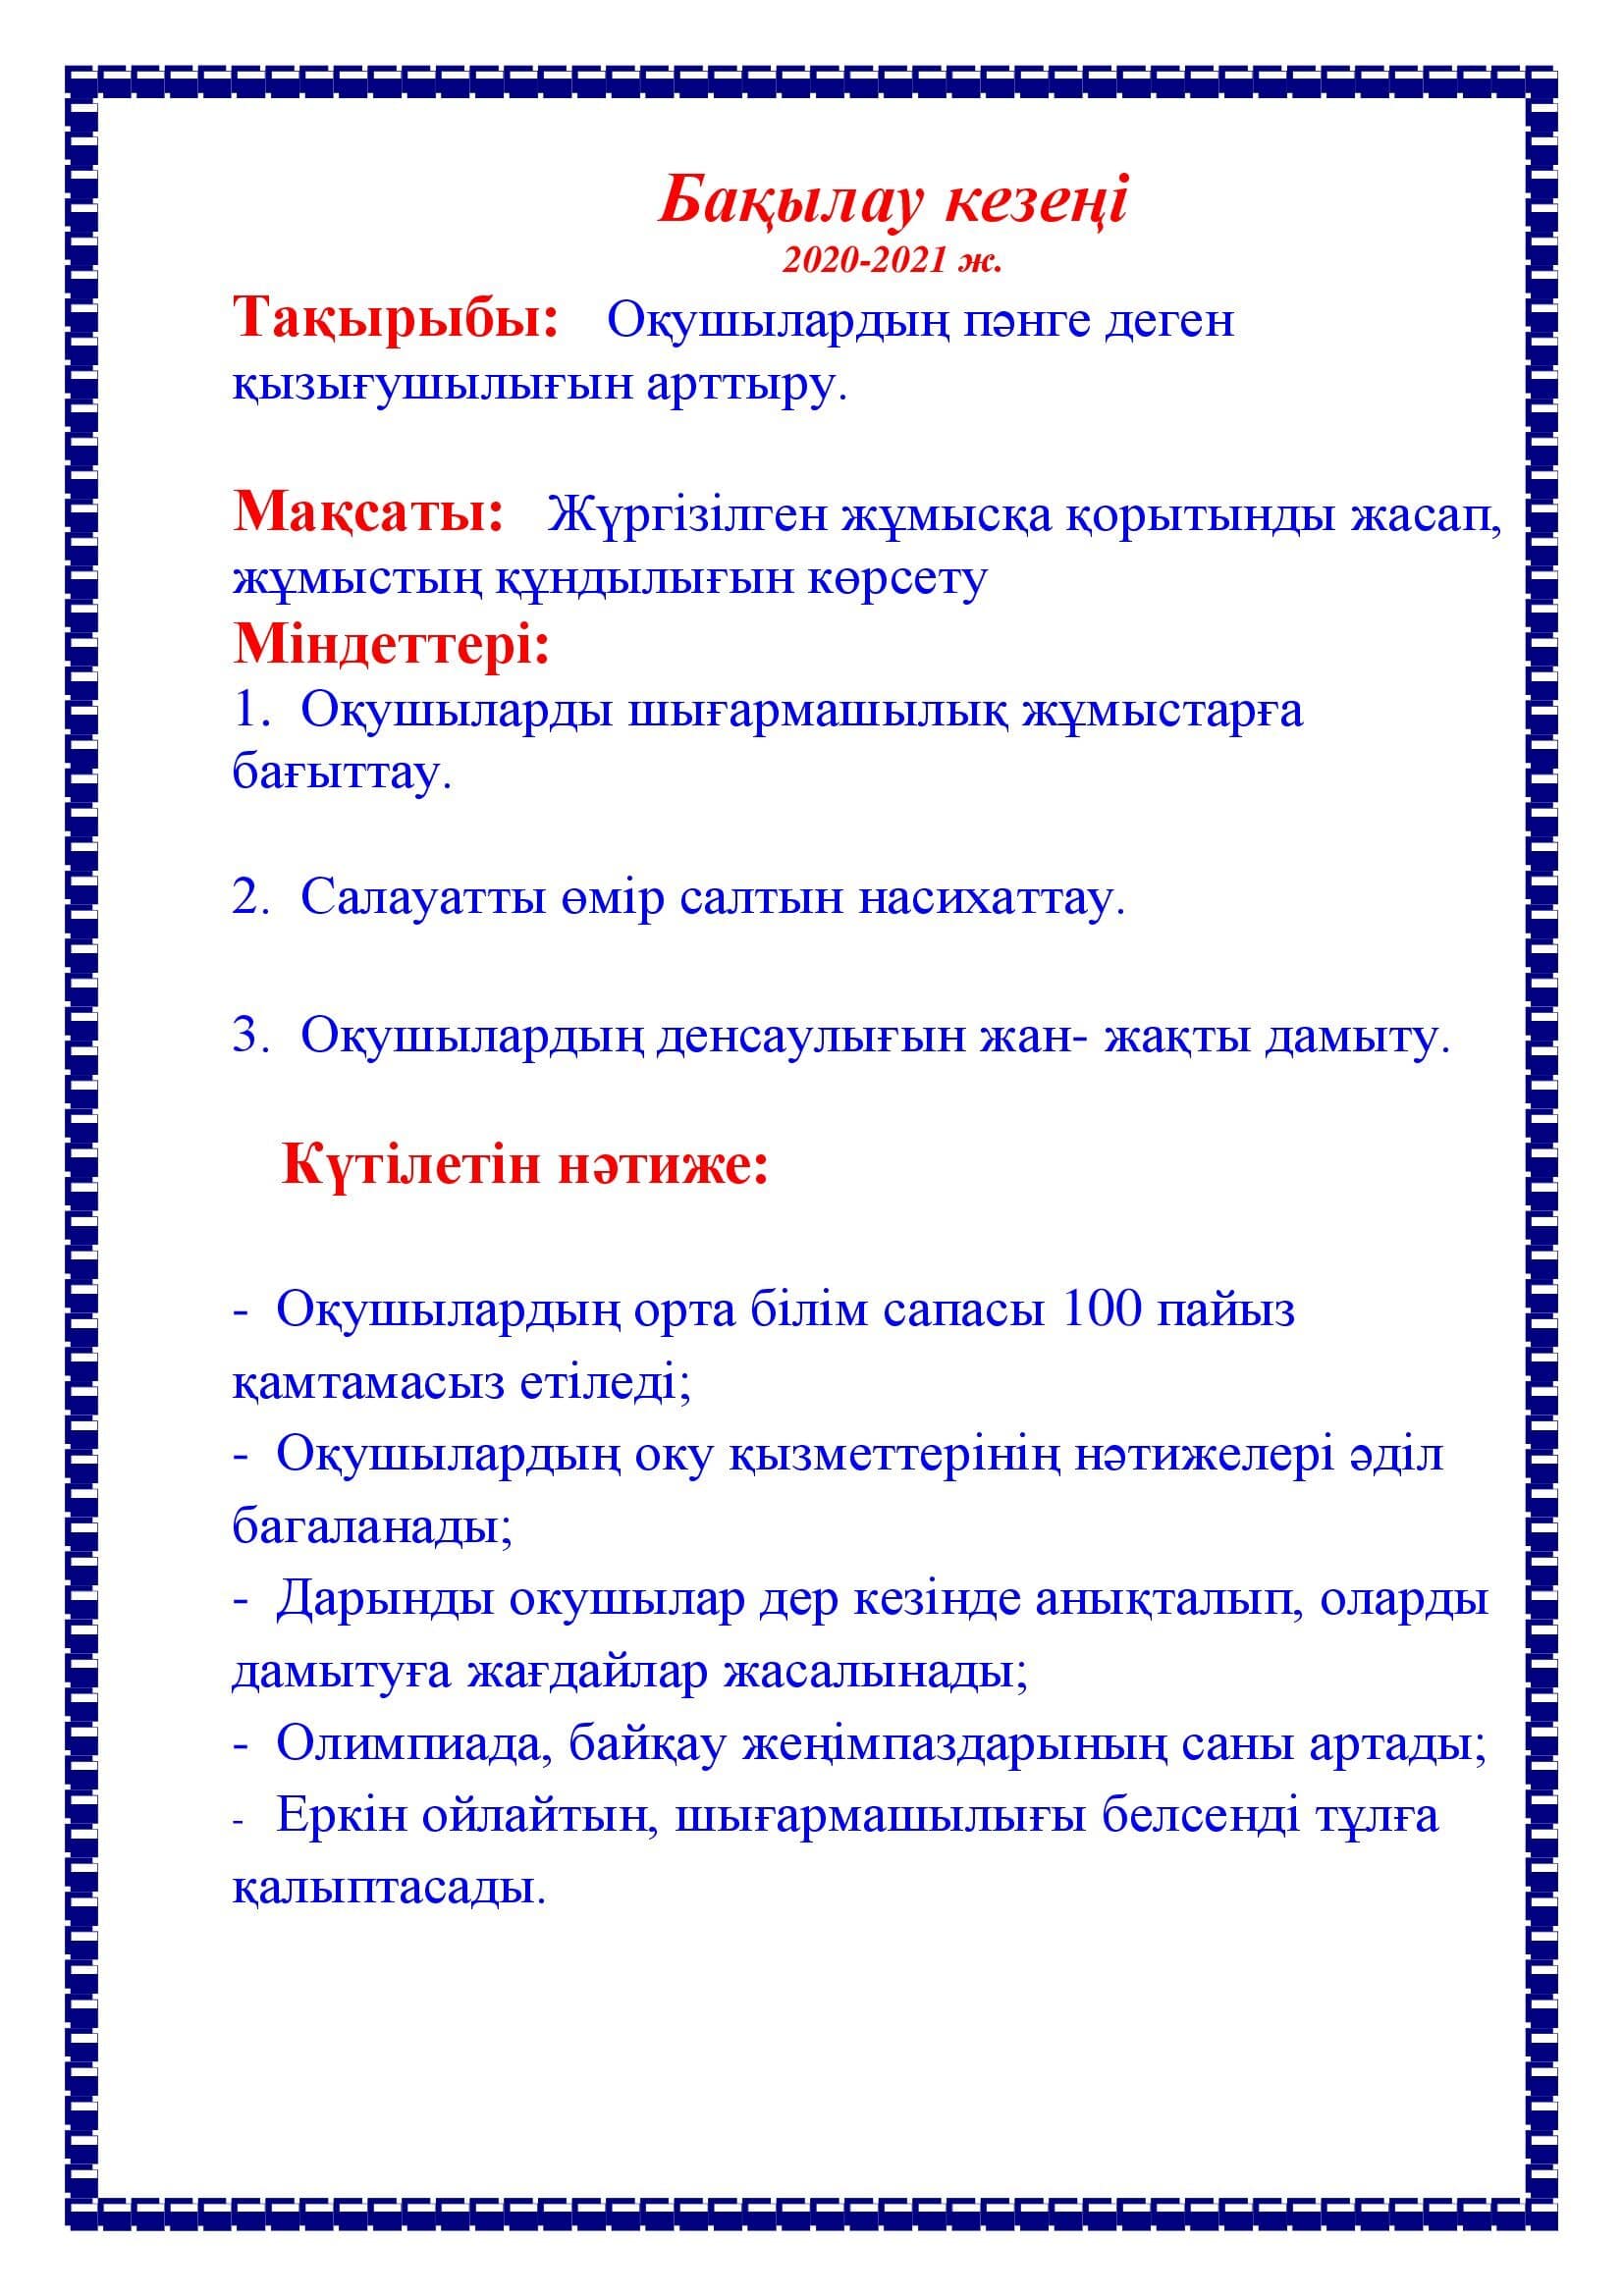 Бақылау кезеңі
2020-2021 ж.
Тақырыбы: Оқушылардың пәнге деген
қызығушылығын арттыру.
Мақсаты: Жүргізілген жұмысқа қорытынды жасап,
жұмыстың құндылығын көрсету
Міндеттері:
1. Оқушыларды шығармашылық жұмыстарға
бағыттау.
2. Салауатты өмір салтын насихаттау.
3. Оқушылардың денсаулығын жан- жақты дамыту.
Күтілетін нәтиже:
- Оқушылардың орта білім сапасы 100 пайыз
қамтамасыз етіледі;
- Оқушылардың оку қызметтерінің нәтижелері әділ
багаланады;
- Дарынды окушылар дер кезінде анықталып, оларды
дамытуға жағдайлар жасалынады;
- Олимпиада, байқау жеңімпаздарының саны артады;
- Еркін ойлайтын, шығармашылығы белсенді тұлға
қалыптасады.